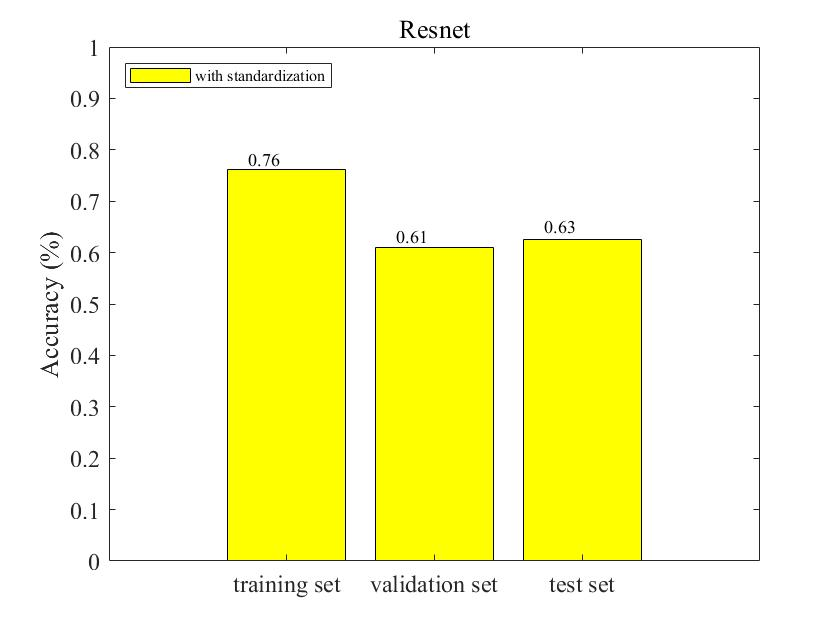 Resnet
with standardization
Accuracy (%)
1
0.9
0.8
0.7
0.6
0.5
0.4
0.3
0.2
0.1
0
0.76
0.61
0.63
training set
validation set
test set